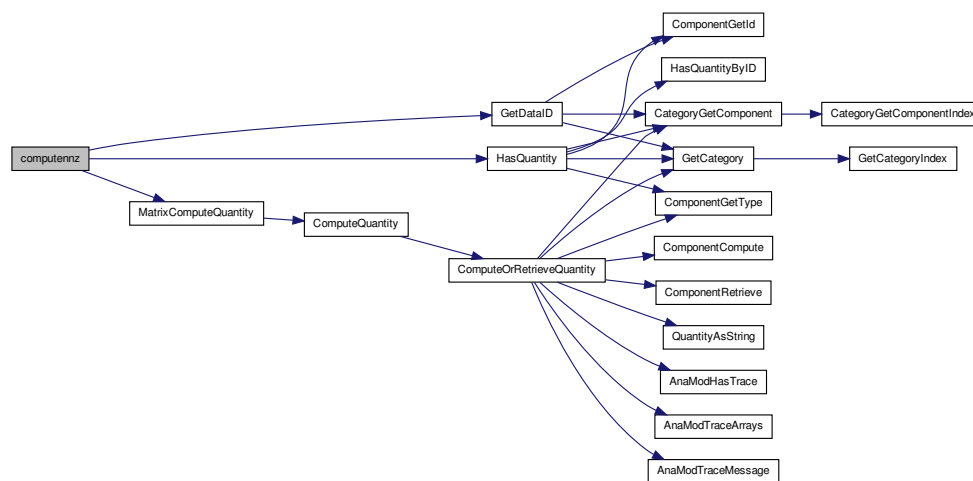 ComponentGetId
HasQuantityByID
GetDataID
CategoryGetComponent
CategoryGetComponentIndex
computennz
HasQuantity
GetCategory
GetCategoryIndex
MatrixComputeQuantity
ComponentGetType
ComputeQuantity
ComponentCompute
ComputeOrRetrieveQuantity
ComponentRetrieve
QuantityAsString
AnaModHasTrace
AnaModTraceArrays
AnaModTraceMessage